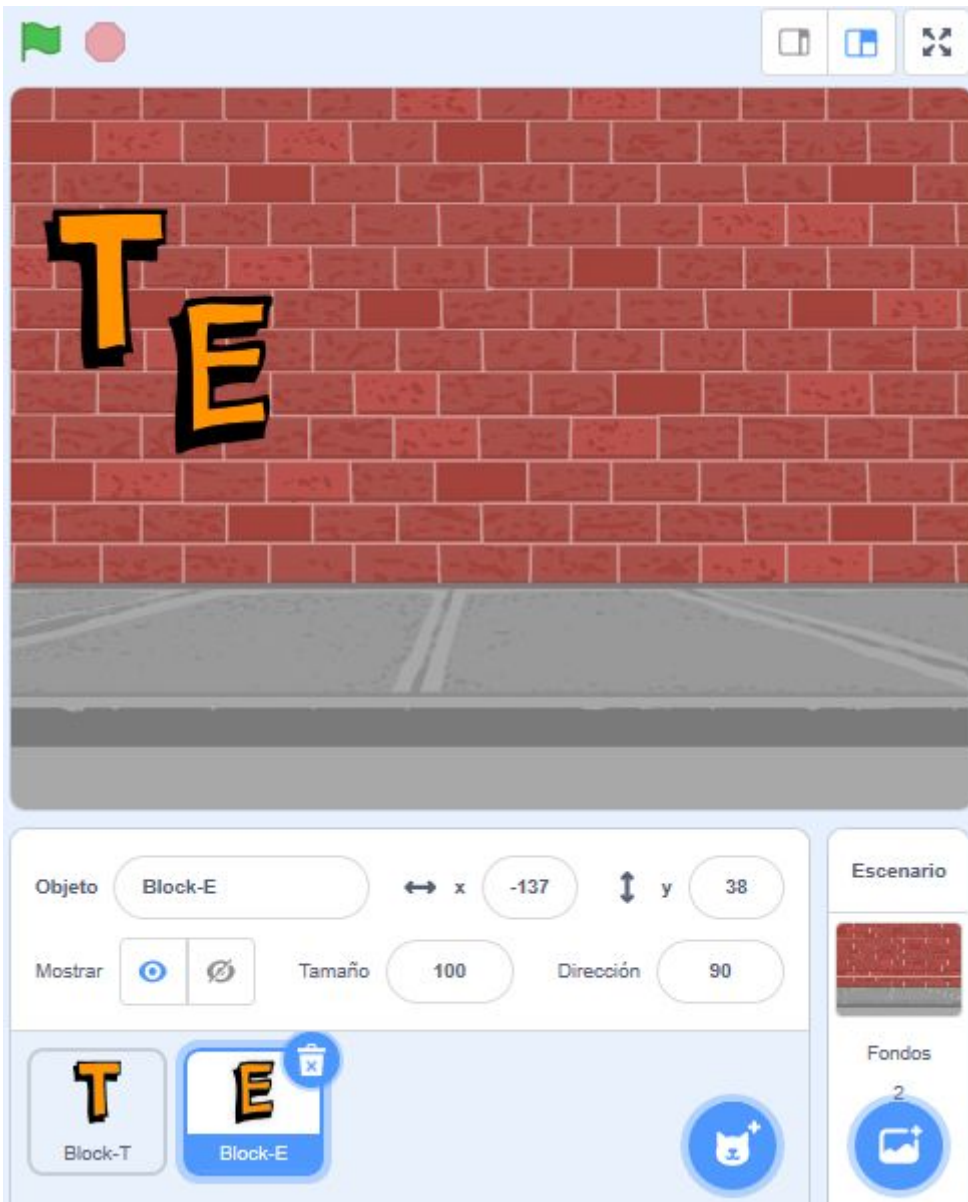 T
E
Objeto Block-E x -137 y 38
Mostrar Tamaño 100 Dirección 90
Block-T
Block-E
Escenario
Fondos
2